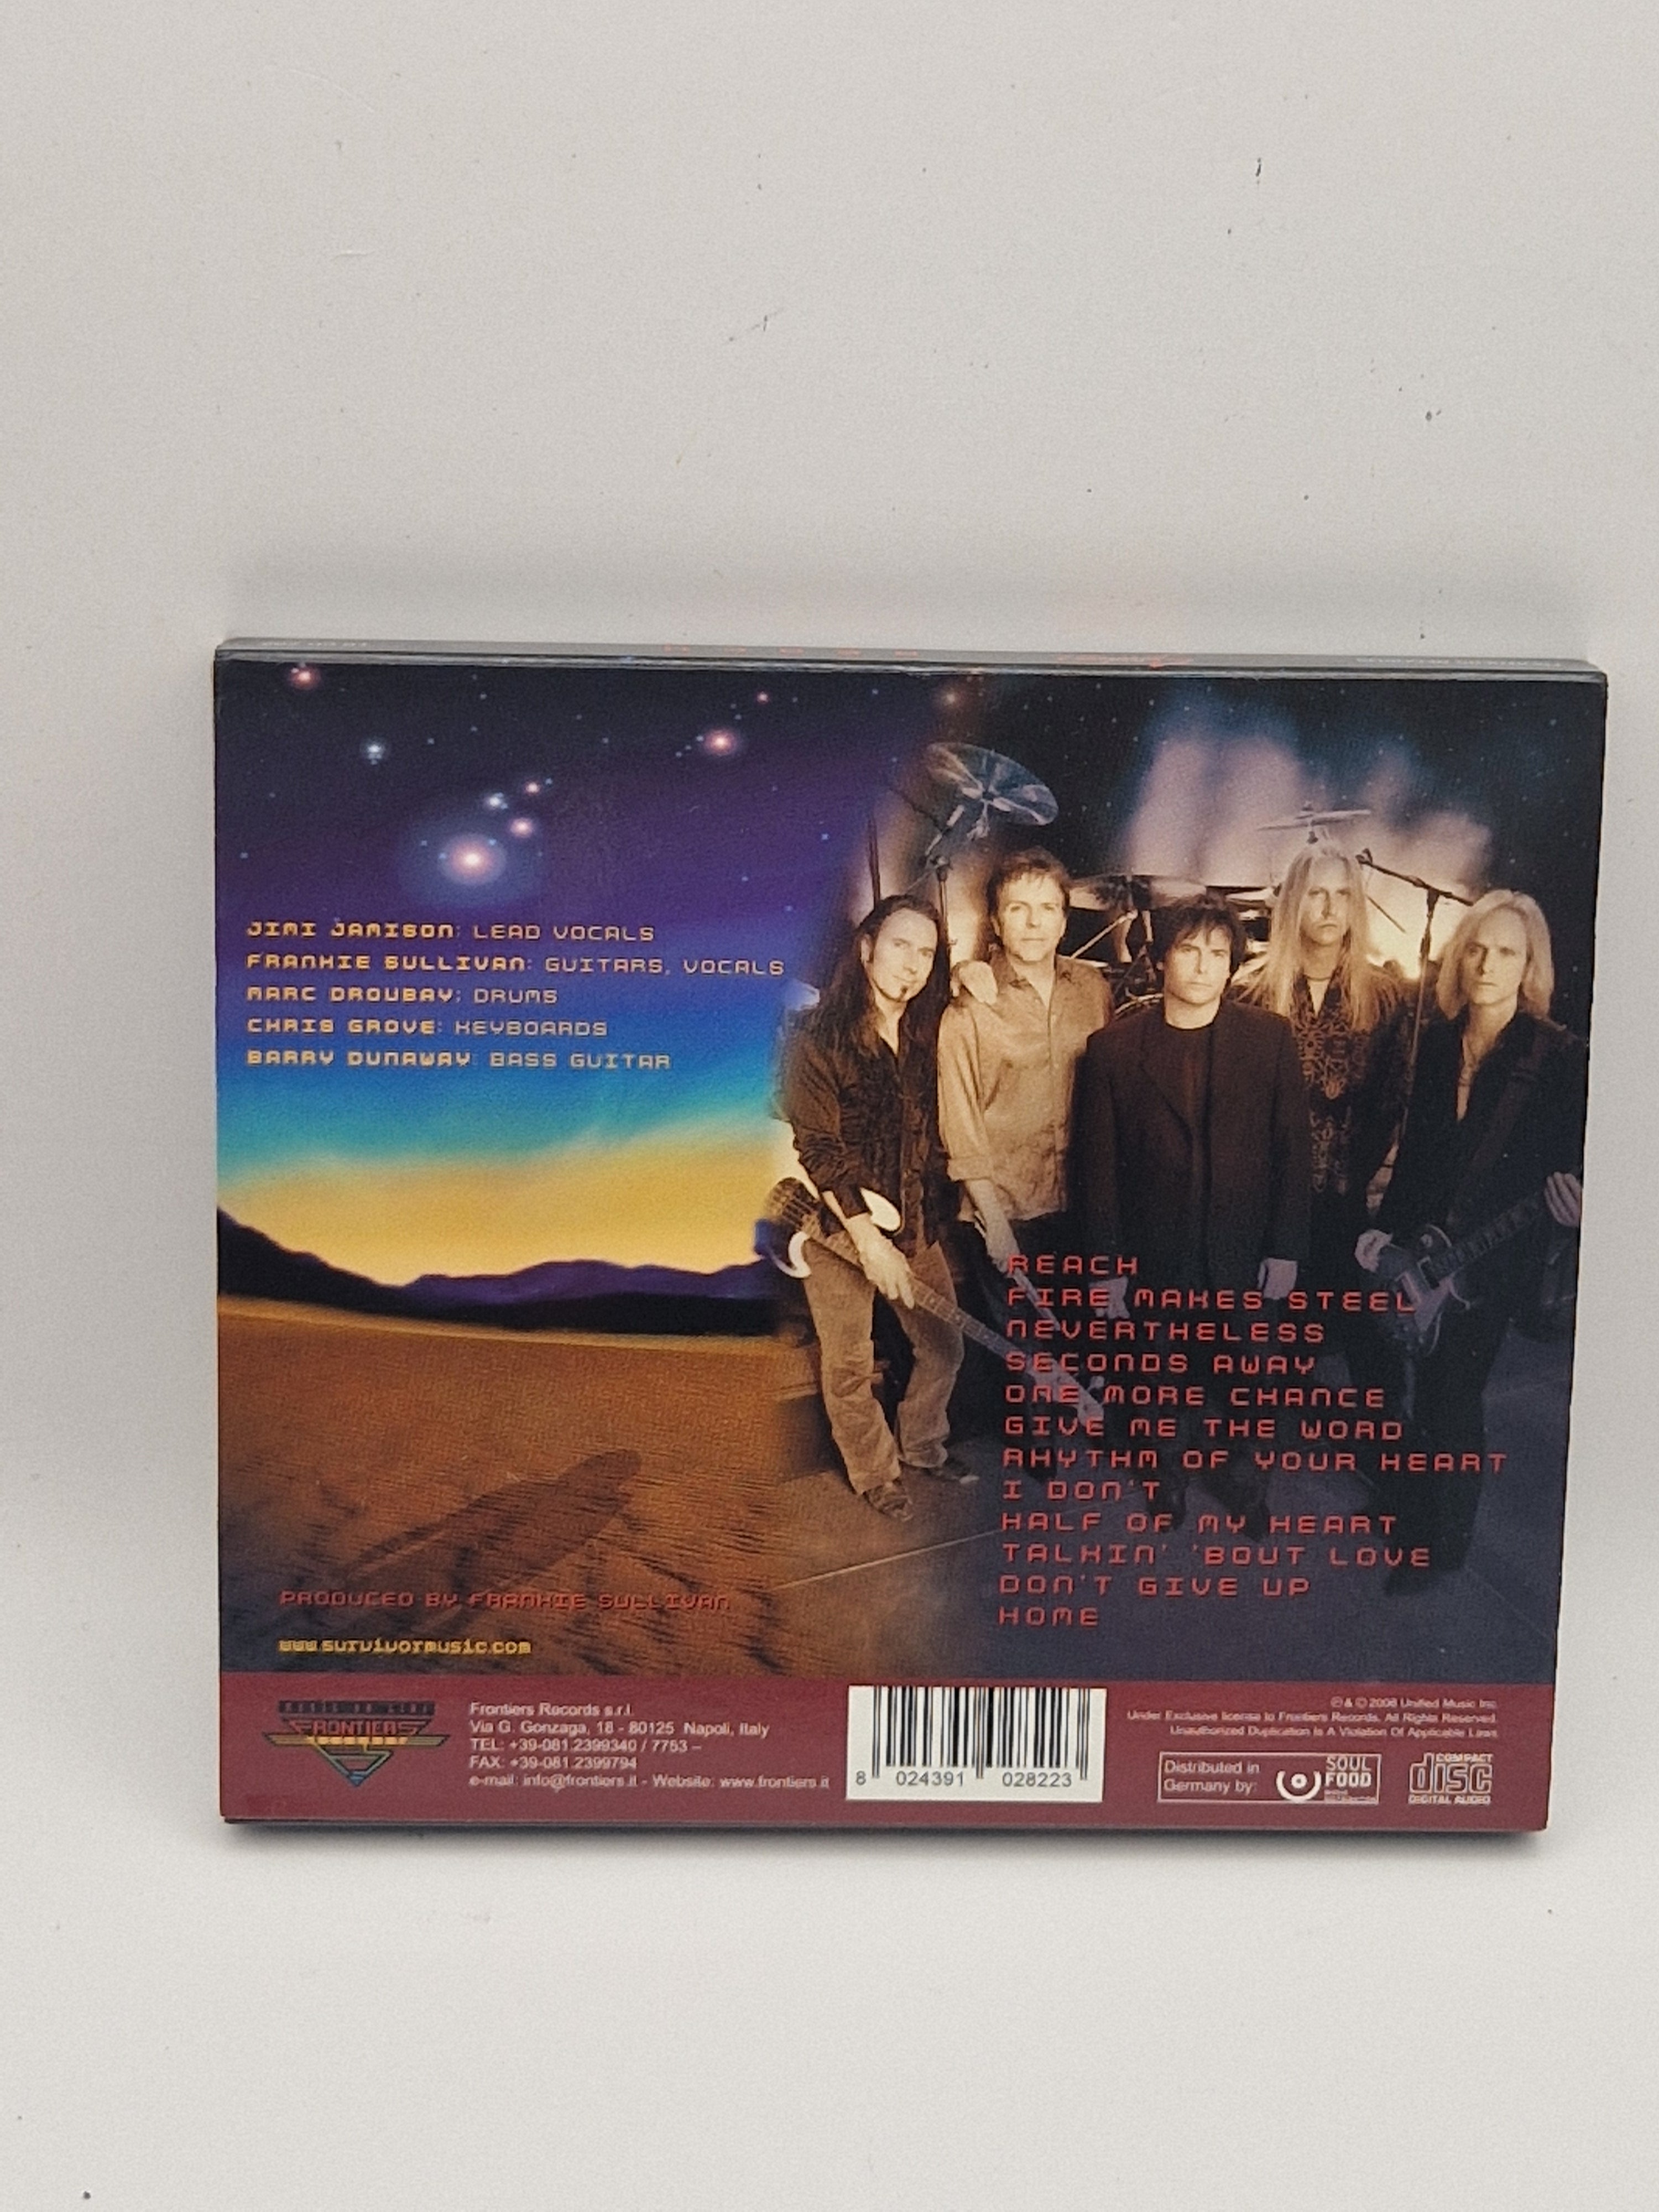 JIMI JAMISON: LEAD VOCALS
FRANKIE SULLIVAN: GUITARS, VOCALS
MARC DROUBAY: DRUMS
CHRIS GROVE: KEYBOARDS
BARRY DUNAWAY: BASS GUITAR
REACH
FIRE MAKES STEEL
NEVERTHELESS
SECONDS AWAY
ONE MORE CHANCE
GIVE ME THE WORD
RHYTHM OF YOUR HEART
I DON'T
HALF OF MY HEART
TALKIN' 'BOUT LOVE
DON'T GIVE UP
HOME
PRODUCED BY FRANKIE SULLIVAN
www.survivormusic.com
FRONTIERS
RECORDS
Frontiers Records s.r.l.
Via G. Gonzaga, 18 - 80125 Napoli, Italy
TEL: +39-081.2399340 / 7753 –
FAX: +39-081.2399794
e-mail: info@frontiers.it - Website: www.frontiers.it
8 024391 028223
℗ & © 2006 Unified Music Inc.
Under Exclusive license to Frontiers Records. All Rights Reserved.
Unauthorized Duplication Is A Violation Of Applicable Laws
Distributed in
Germany by:
SOUL
FOOD
COMPACT
disc
DIGITAL AUDIO